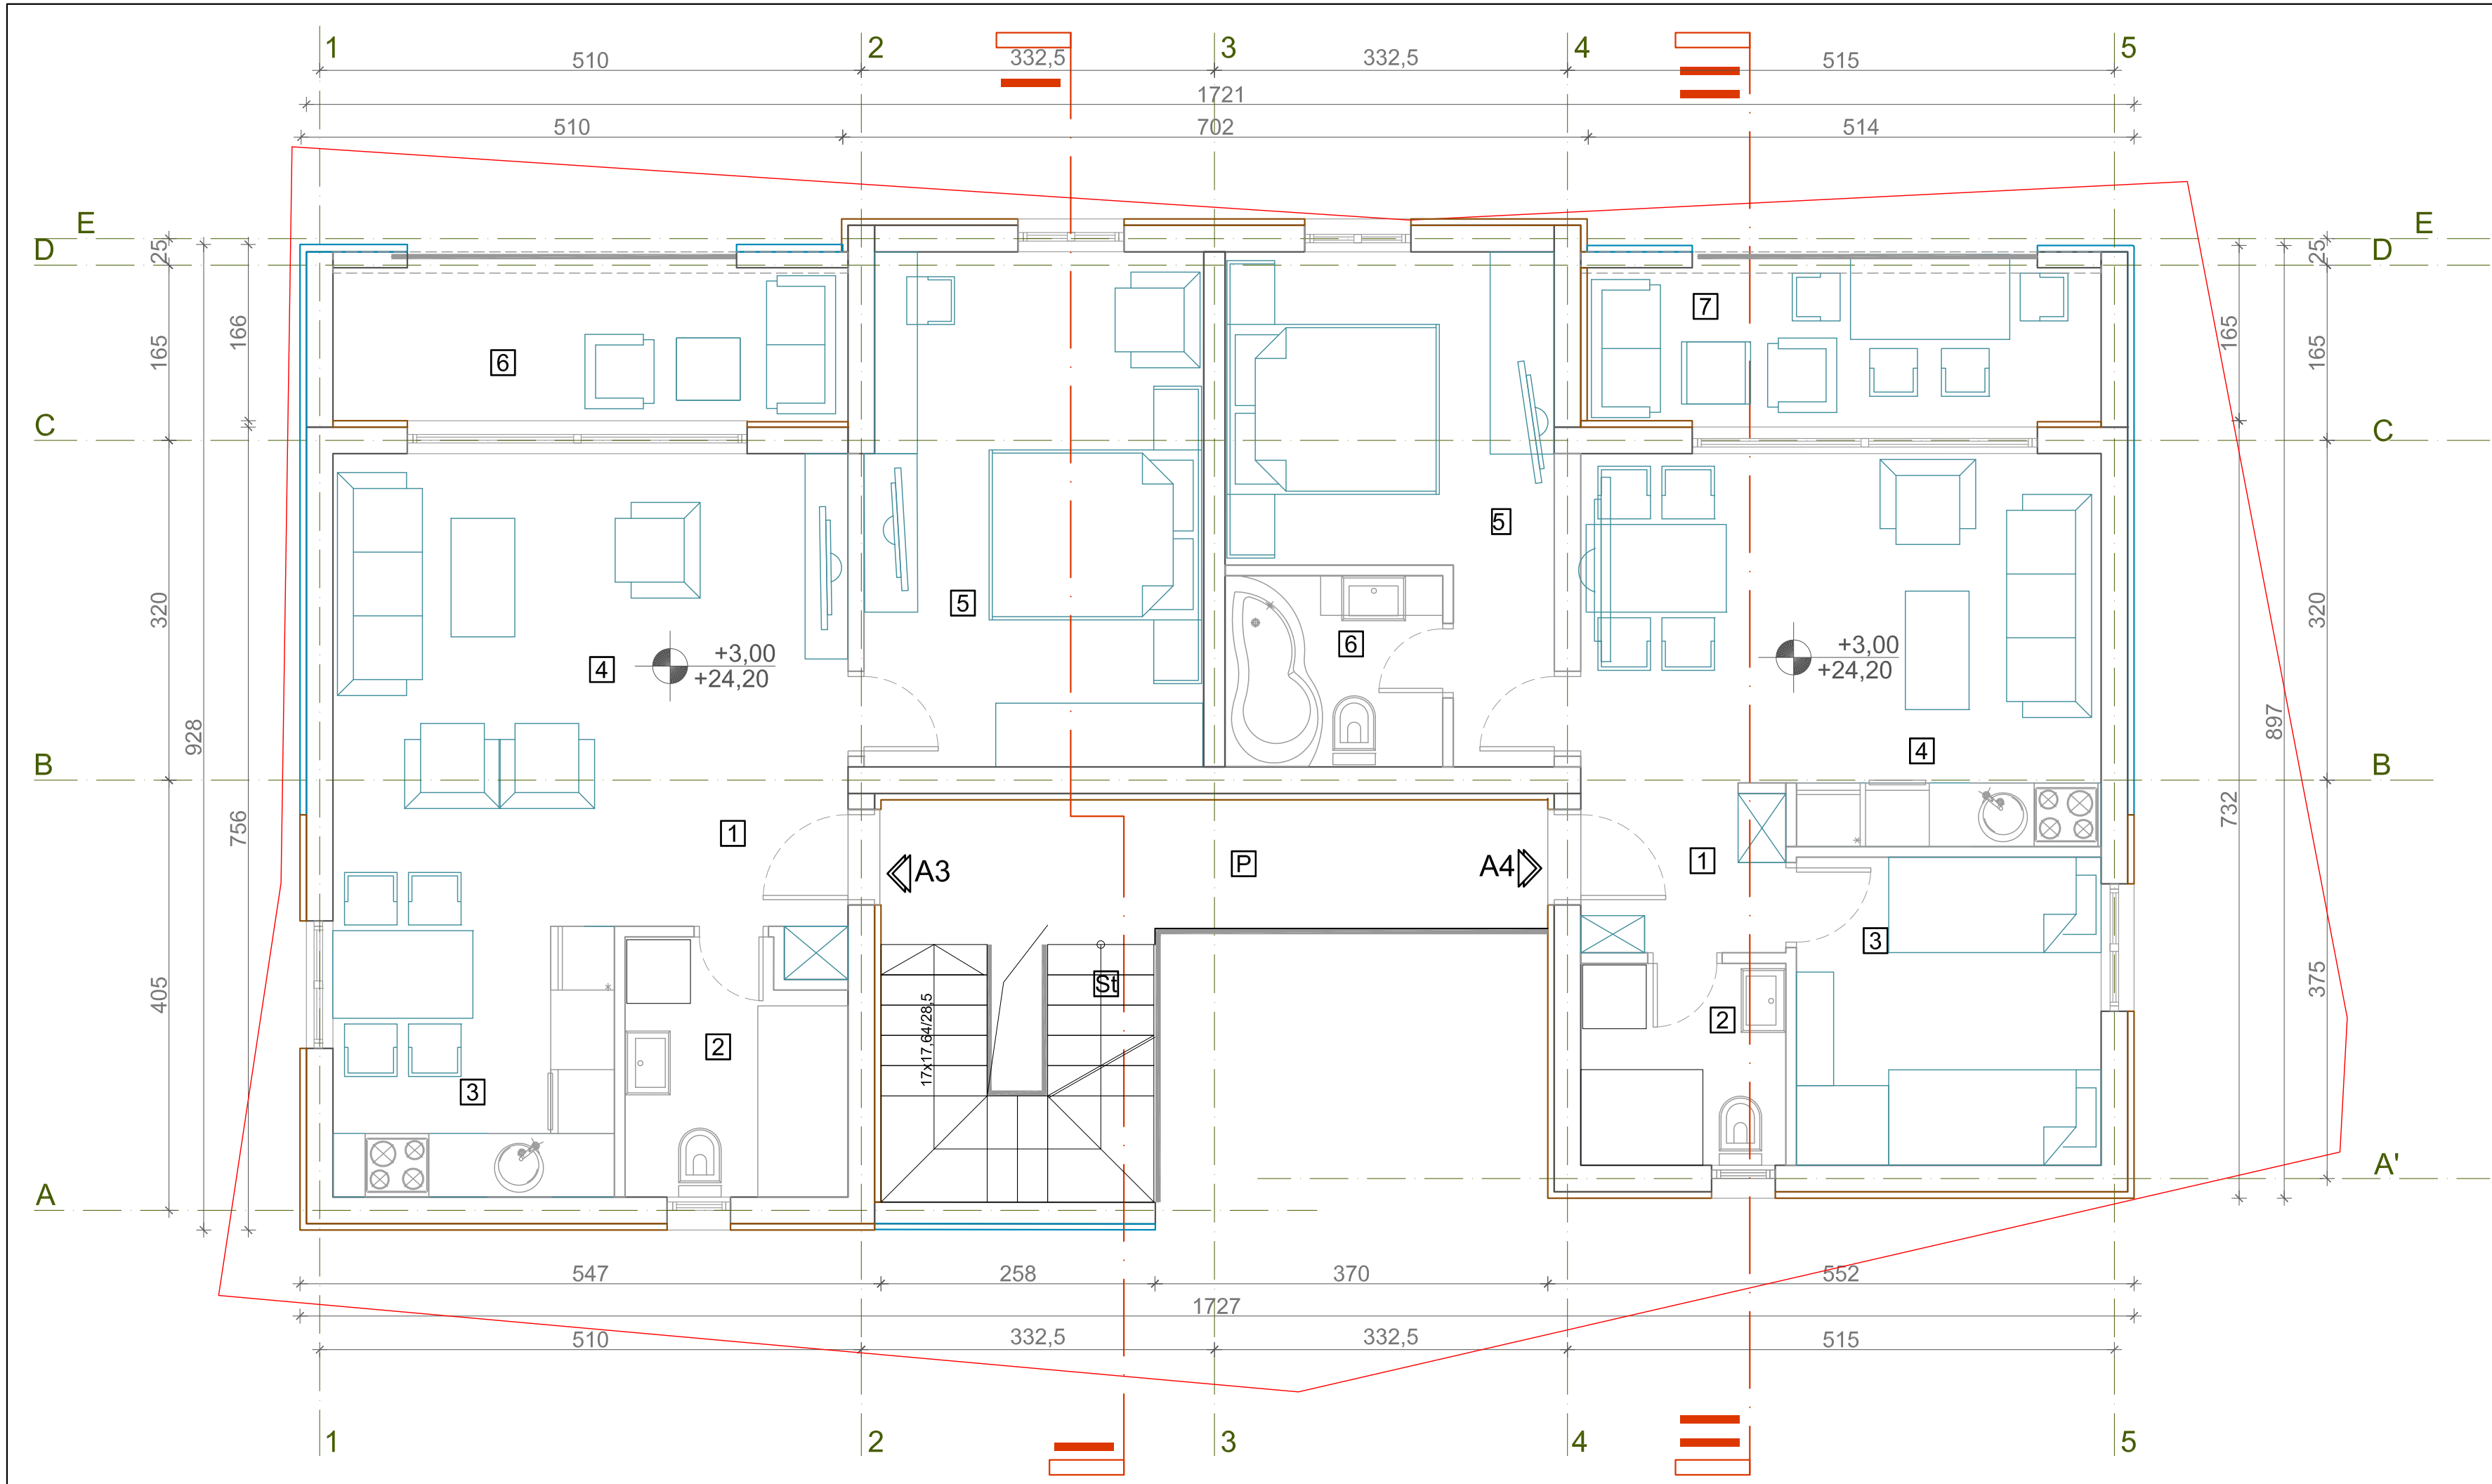 1 2 3 4 5
510 332,5 332,5 515
1721
510 702 514
E E
D D
25 25
165 166 165 165
6 7
C C
5
5
320 320
6
4 +3,00 +3,00
+24,20 +24,20
928 897
4
B B
756 732
1 1
A3 P A4
3
405 St 375
17x17,64/28,5
2 2
3
A A'
547 258 370 552
1727
510 332,5 332,5 515
1 2 3 4 5